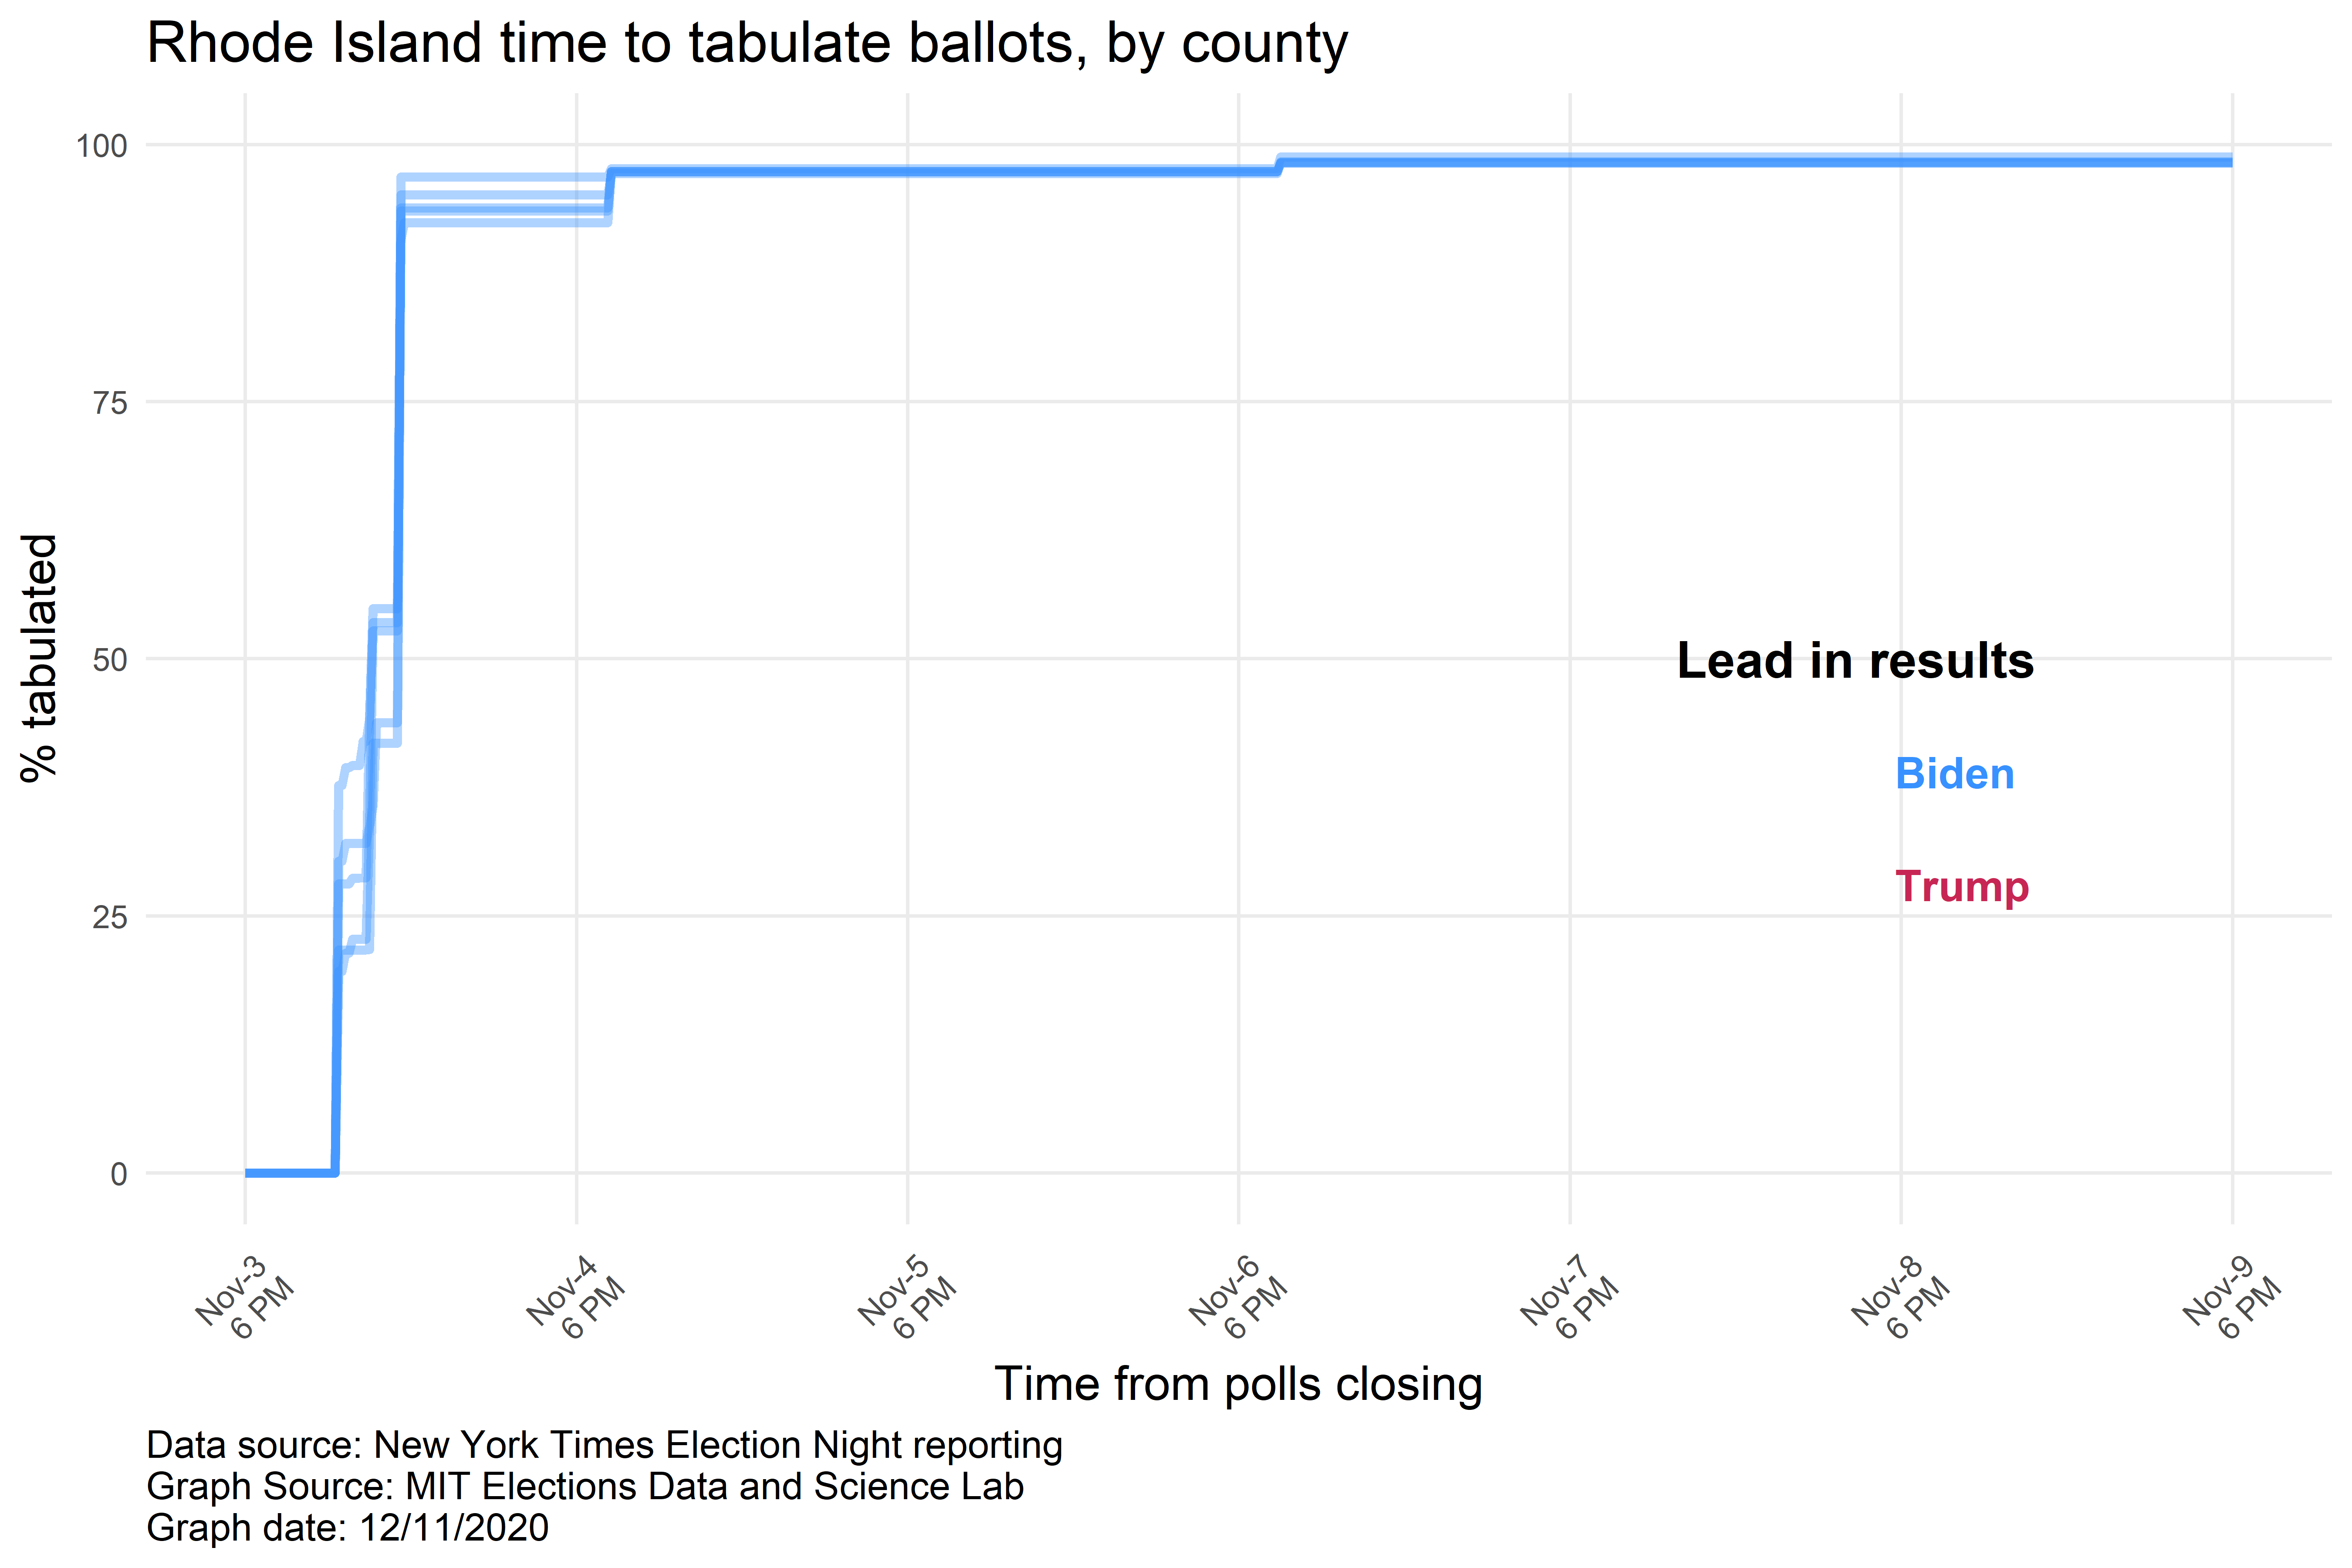 Rhode Island time to tabulate ballots, by county
% tabulated
100
75
50
25
0
Lead in results
Biden
Trump
Nov-3
6 PM
Nov-4
6 PM
Nov-5
6 PM
Nov-6
6 PM
Nov-7
6 PM
Nov-8
6 PM
Nov-9
6 PM
Time from polls closing
Data source: New York Times Election Night reporting
Graph Source: MIT Elections Data and Science Lab
Graph date: 12/11/2020